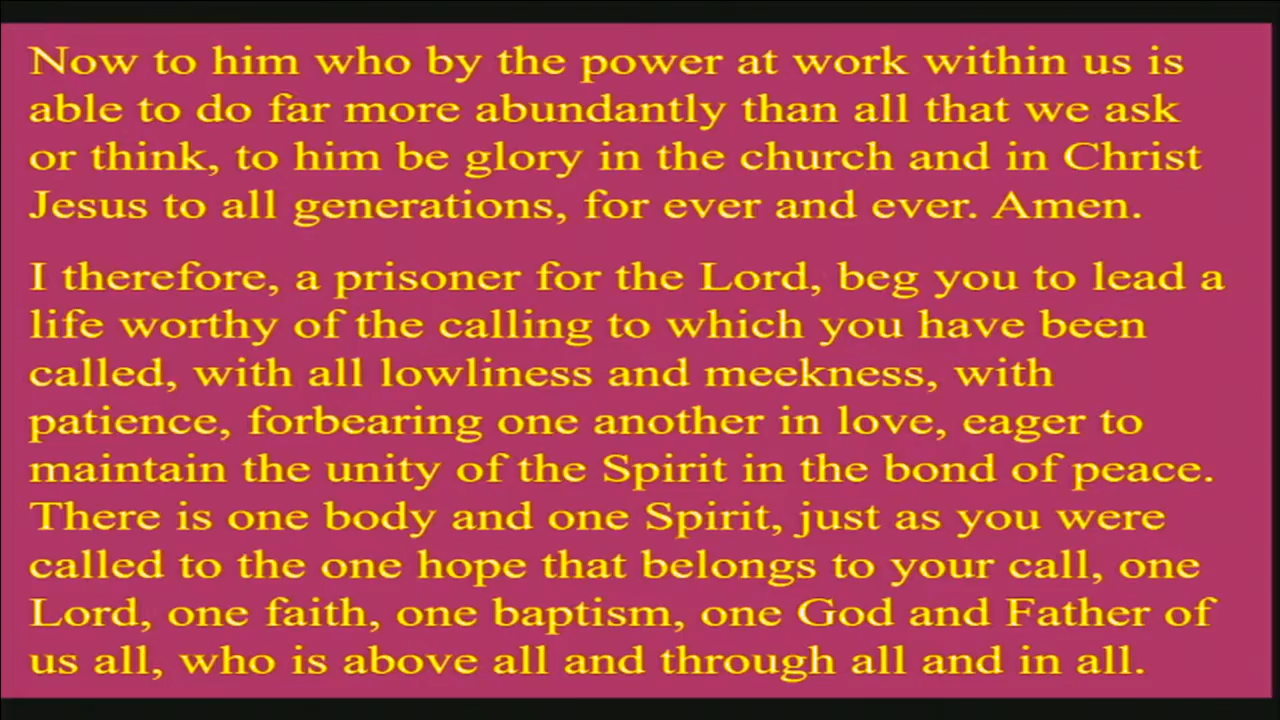 Now to him who by the power at work within us is
able to do far more abundantly than all that we ask
or think, to him be glory in the church and in Christ
Jesus to all generations, for ever and ever. Amen.
I therefore, a prisoner for the Lord, beg you to lead a
life worthy of the calling to which you have been
called, with all lowliness and meekness, with
patience, forbearing one another in love, eager to
maintain the unity of the Spirit in the bond of peace.
There is one body and one Spirit, just as you were
called to the one hope that belongs to your call, one
Lord, one faith, one baptism, one God and Father of
us all, who is above all and through all and in all.